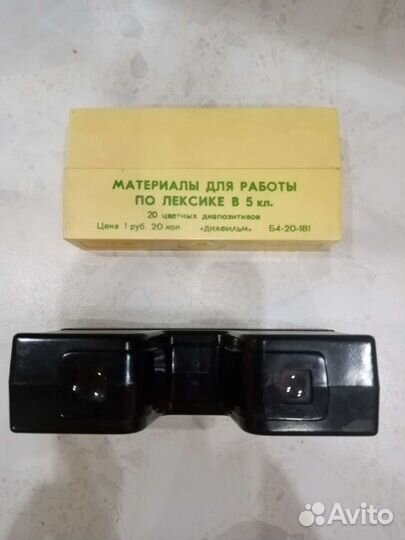 МАТЕРИАЛЫ ДЛЯ РАБОТЫ
ПО ЛЕКСИКЕ В 5 кл.
20 цветных диапозитивов
Цена 1 руб. 20 коп «ДИАФИЛЬМ» Б4-20-181
Avito